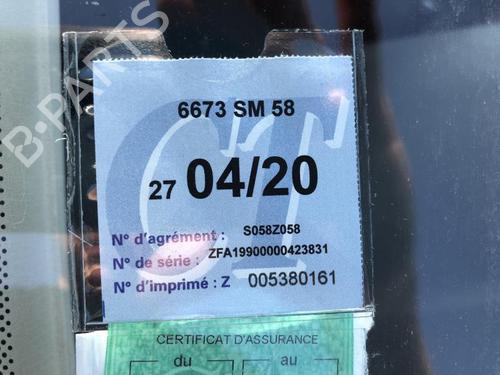 B-PARTS
CT
6673 SM 58
27 04/20
N° d'agrément : S058Z058
N° de série : ZFA19900000423831
N° d'imprimé : Z 005380161
CERTIFICAT D'ASSURANCE
du au